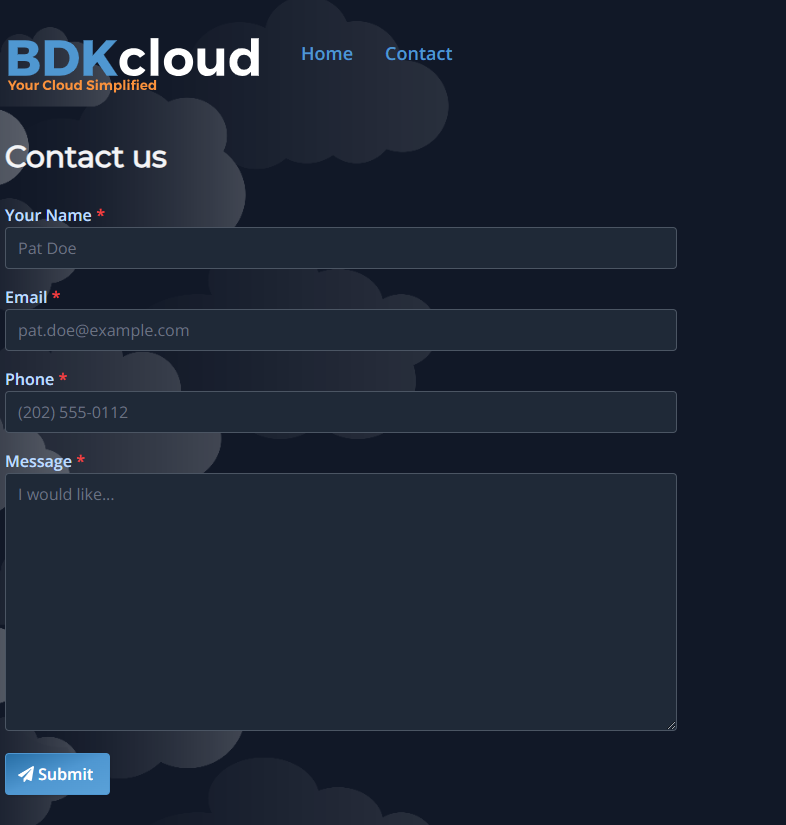 BDKcloud
Your Cloud Simplified
Home
Contact
Contact us
Your Name *
Pat Doe
Email *
pat.doe@example.com
Phone *
(202) 555-0112
Message *
I would like...
Submit